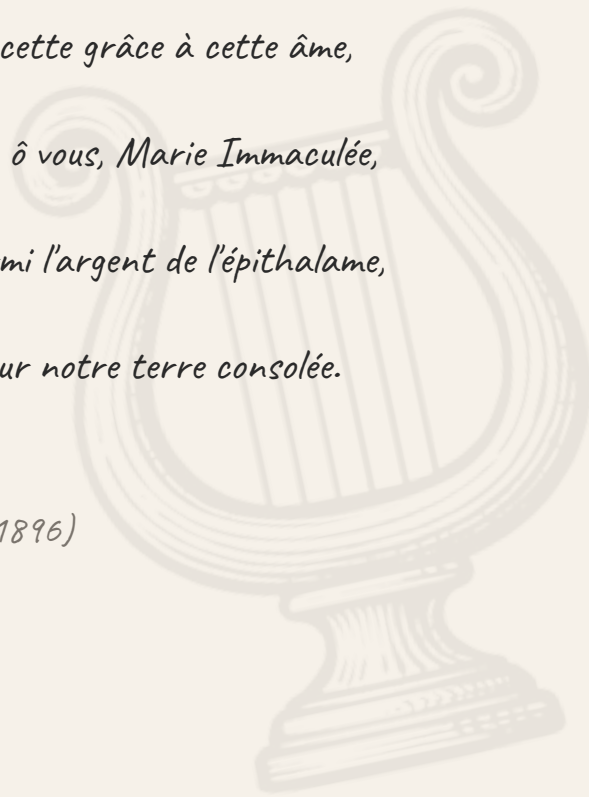 cette grâce à cette âme,
ô vous, Marie Immaculée,
mi l'argent de l'épithalame,
ur notre terre consolée.
1896)